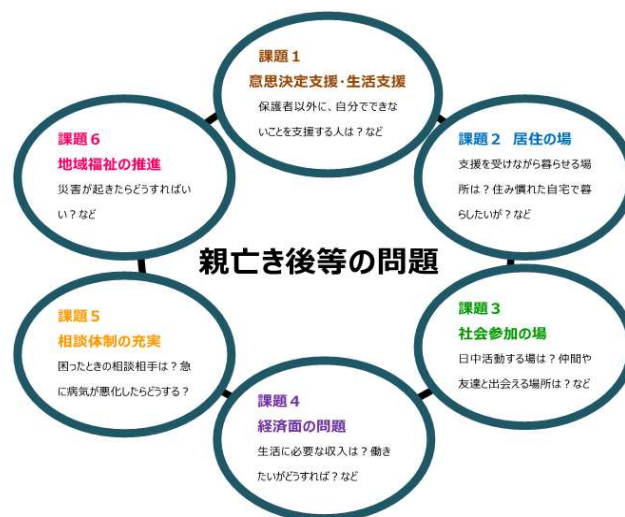 課題１
意思決定支援・生活支援
保護者以外に、自分でできな
いことを支援する人は？など
課題２ 居住の場
支援を受けながら暮らせる場
所は？住み慣れた自宅で暮
らしたいが？など
課題３
社会参加の場
日中活動する場は？仲間や
友達と出会える場所は？など
課題４
経済面の問題
生活に必要な収入は？働き
たいがどうすれば？など
課題５
相談体制の充実
困ったときの相談相手は？急
に病気が悪化したらどうする？
課題６
地域福祉の推進
災害が起きたらどうすればい
い？など
親亡き後等の問題